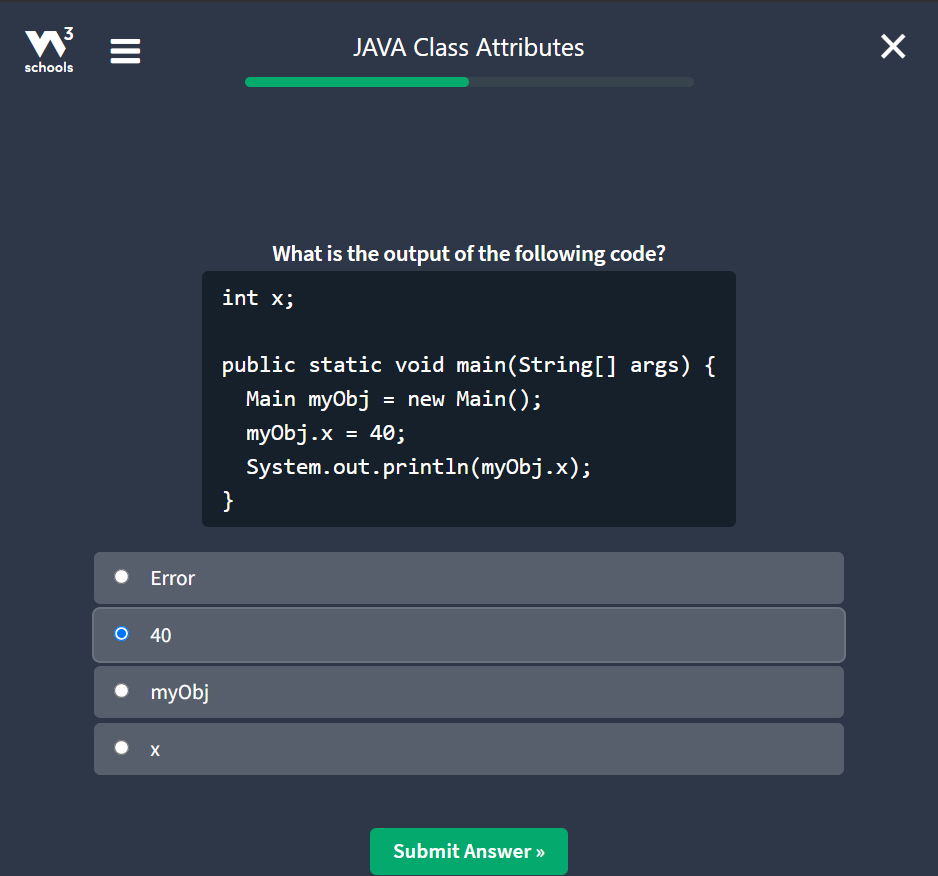 3
schools
JAVA Class Attributes
What is the output of the following code?
int x;
public static void main(String[] args) {
Main myObj = new Main();
myObj.x = 40;
System.out.println(myObj.x);
}
Error
40
myObj
x
Submit Answer »